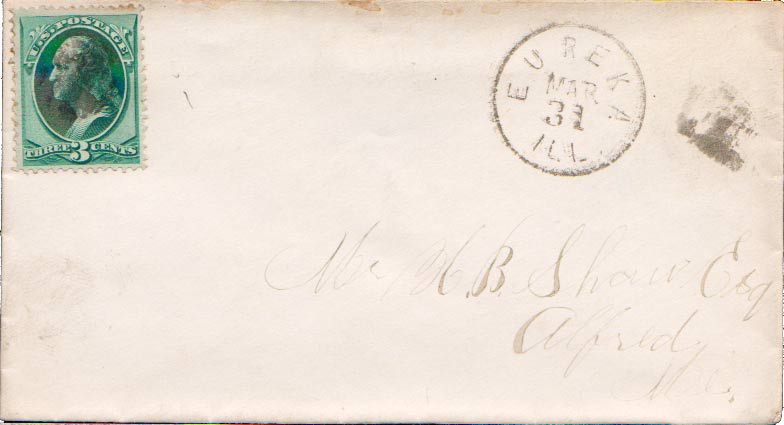 U.S. POSTAGE
THREE 3 CENTS
EUREKA
MAR
31
ILL.
Mr H. B. Shaw Esq
Alfred
Me.